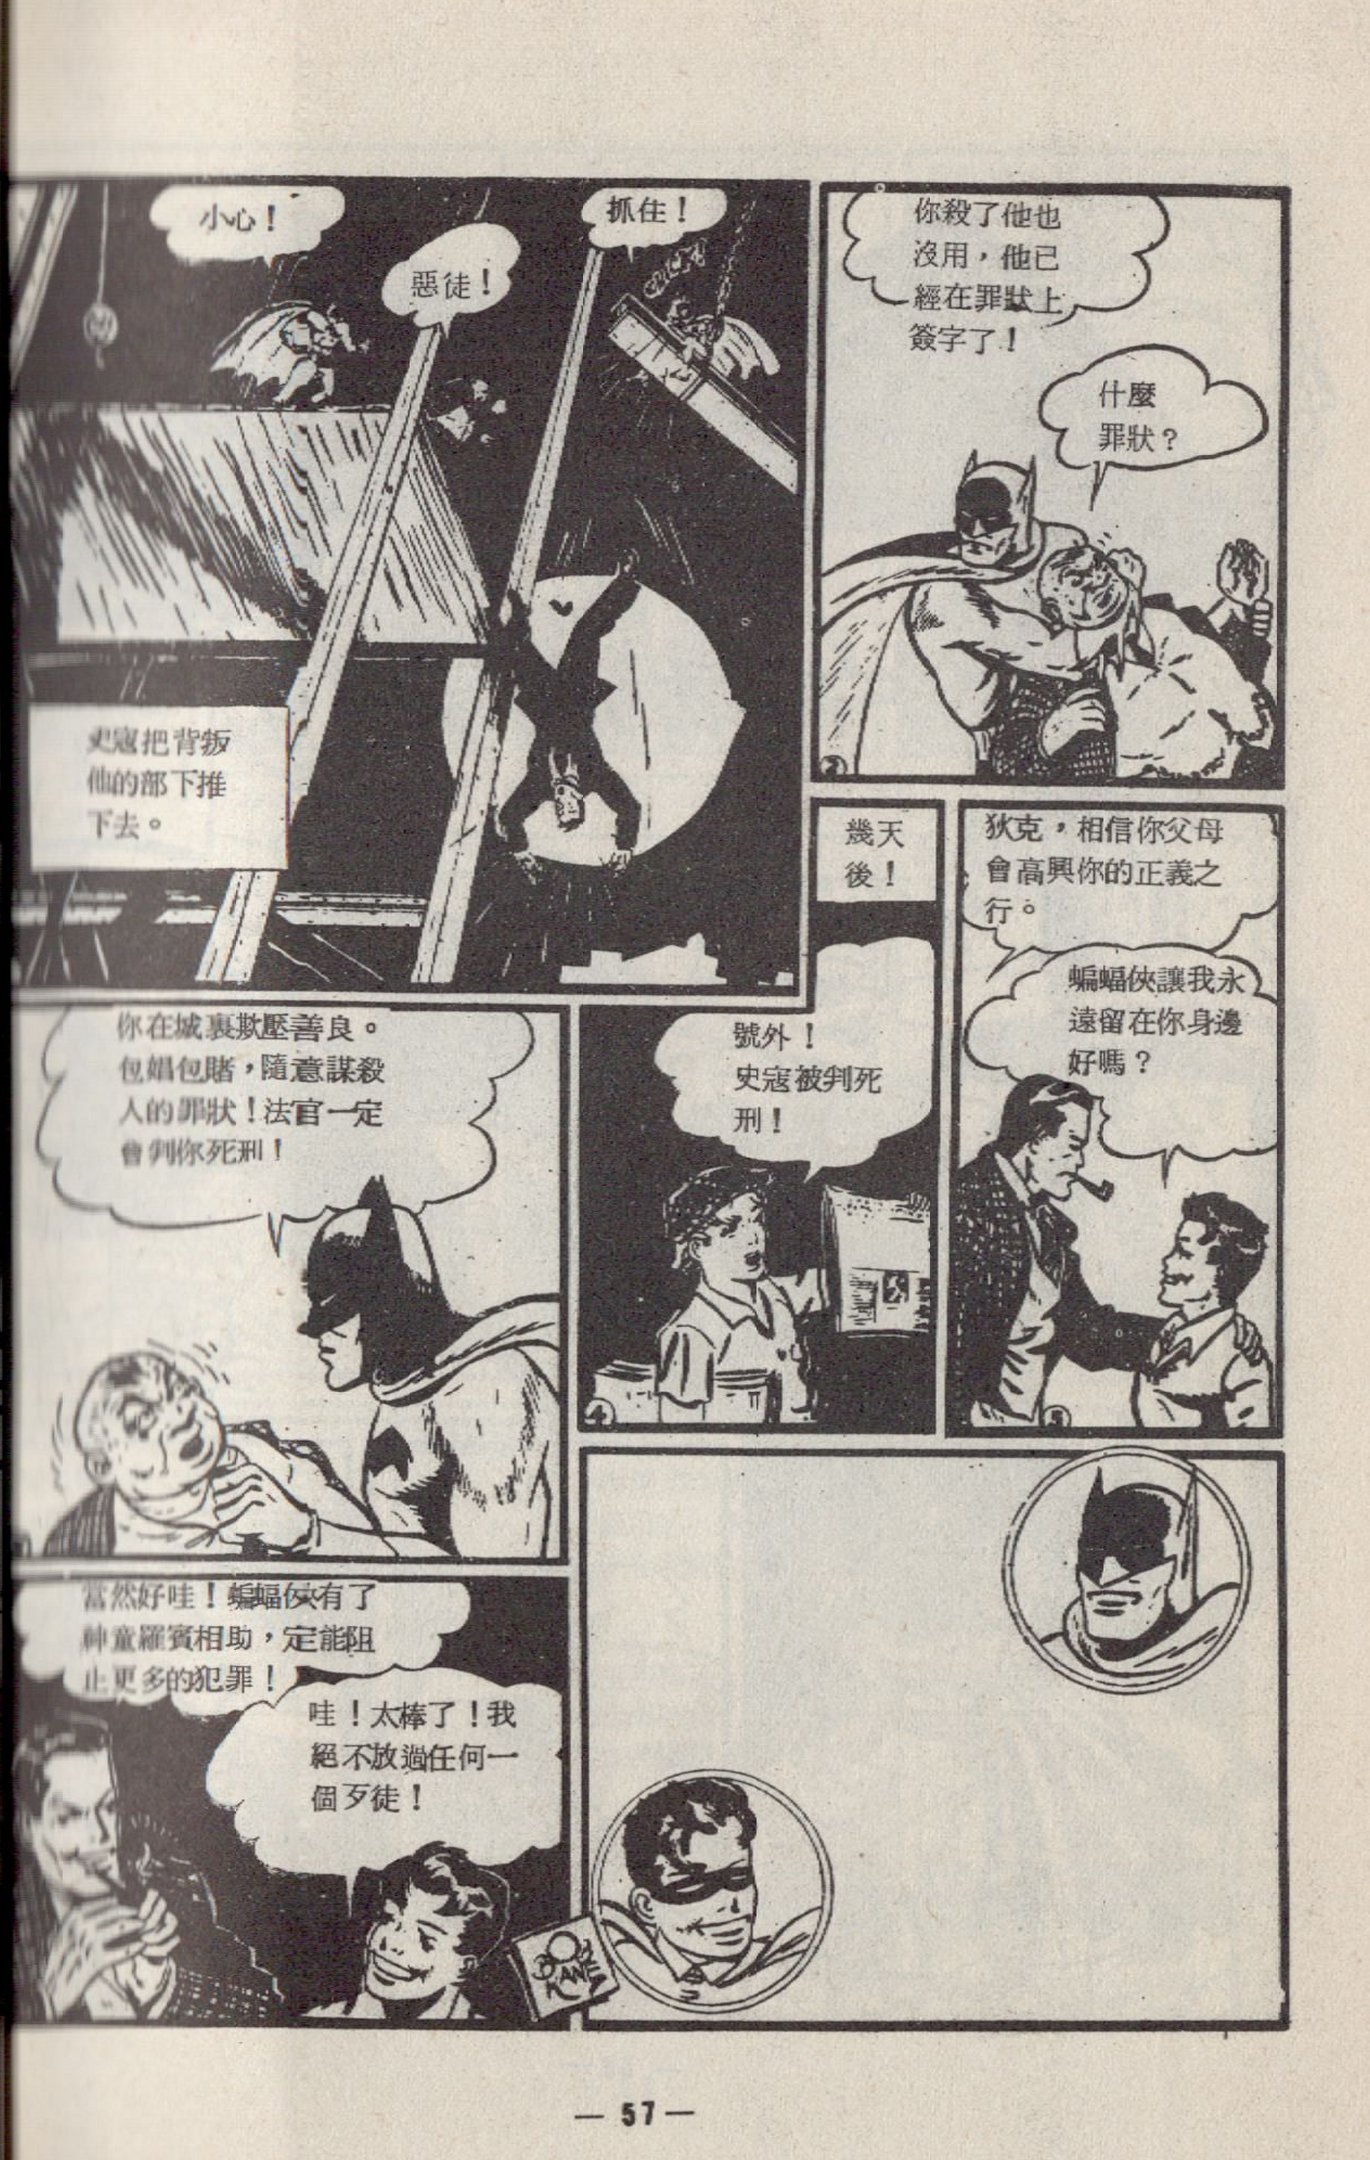 小心！
惡徒！
抓住！
史寇把背叛
他的部下推
下去。
你殺了他也
沒用，他已
經在罪狀上
簽字了！
什麼
罪狀？
2
你在城裏欺壓善良。
包娼包賭，隨意謀殺
人的罪狀！法官一定
會判你死刑！
幾天
後！
號外！
史寇被判死
刑！
4
狄克，相信你父母
會高興你的正義之
行。
蝙蝠俠讓我永
遠留在你身邊
好嗎？
5
當然好哇！蝙蝠俠有了
神童羅賓相助，定能阻
止更多的犯罪！
哇！太棒了！我
絕不放過任何一
個歹徒！
BOB
KANE
— 57 —